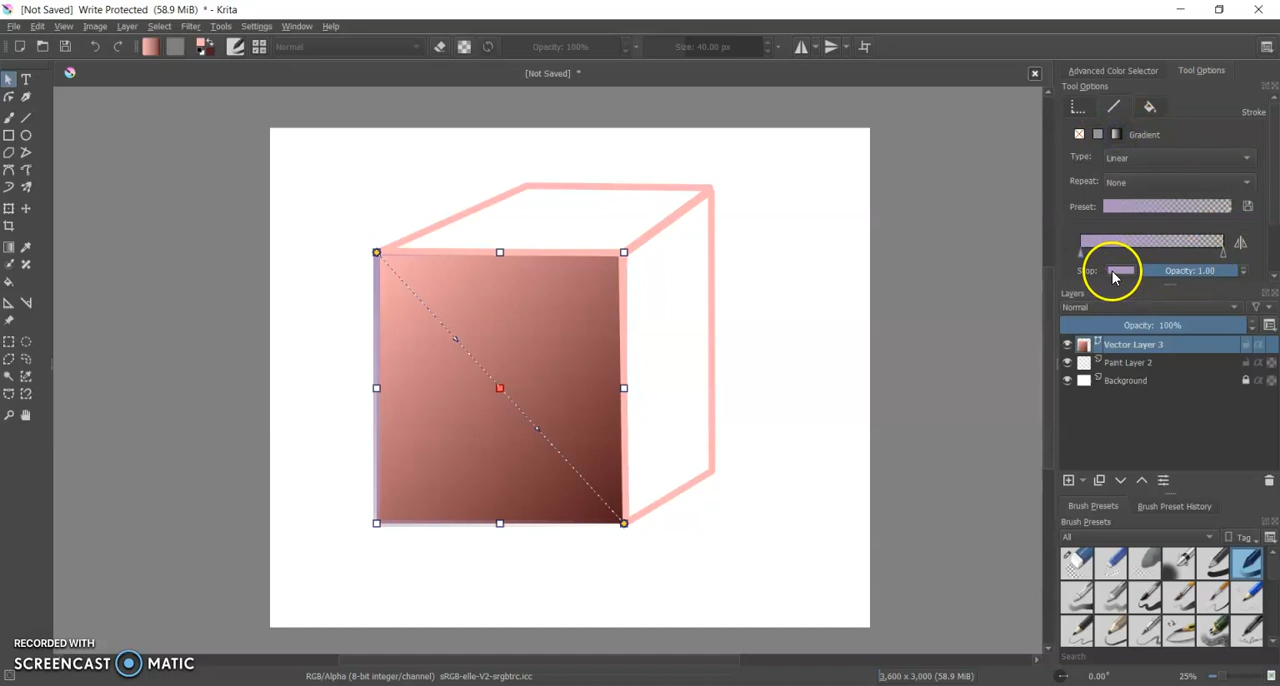 [Not Saved] Write Protected (58.9 MiB) * - Krita
File Edit View Image Layer Select Filter Tools Settings Window Help
Normal Opacity: 100% Size: 40.00 px
[Not Saved] *
Advanced Color Selector Tool Options
Tool Options
Stroke
Gradient
Type: Linear
Repeat: None
Preset:
Stop: Opacity: 1.00
Layers
Normal
Opacity: 100%
Vector Layer 3
Paint Layer 2
Background
Brush Presets Brush Preset History
Brush Presets
All Tag
Search
RECORDED WITH
SCREENCAST MATIC
RGB/Alpha (8-bit integer/channel) sRGB-elle-V2-srgbtrc.icc 3,600 x 3,000 (58.9 MiB) 0.00° 25%